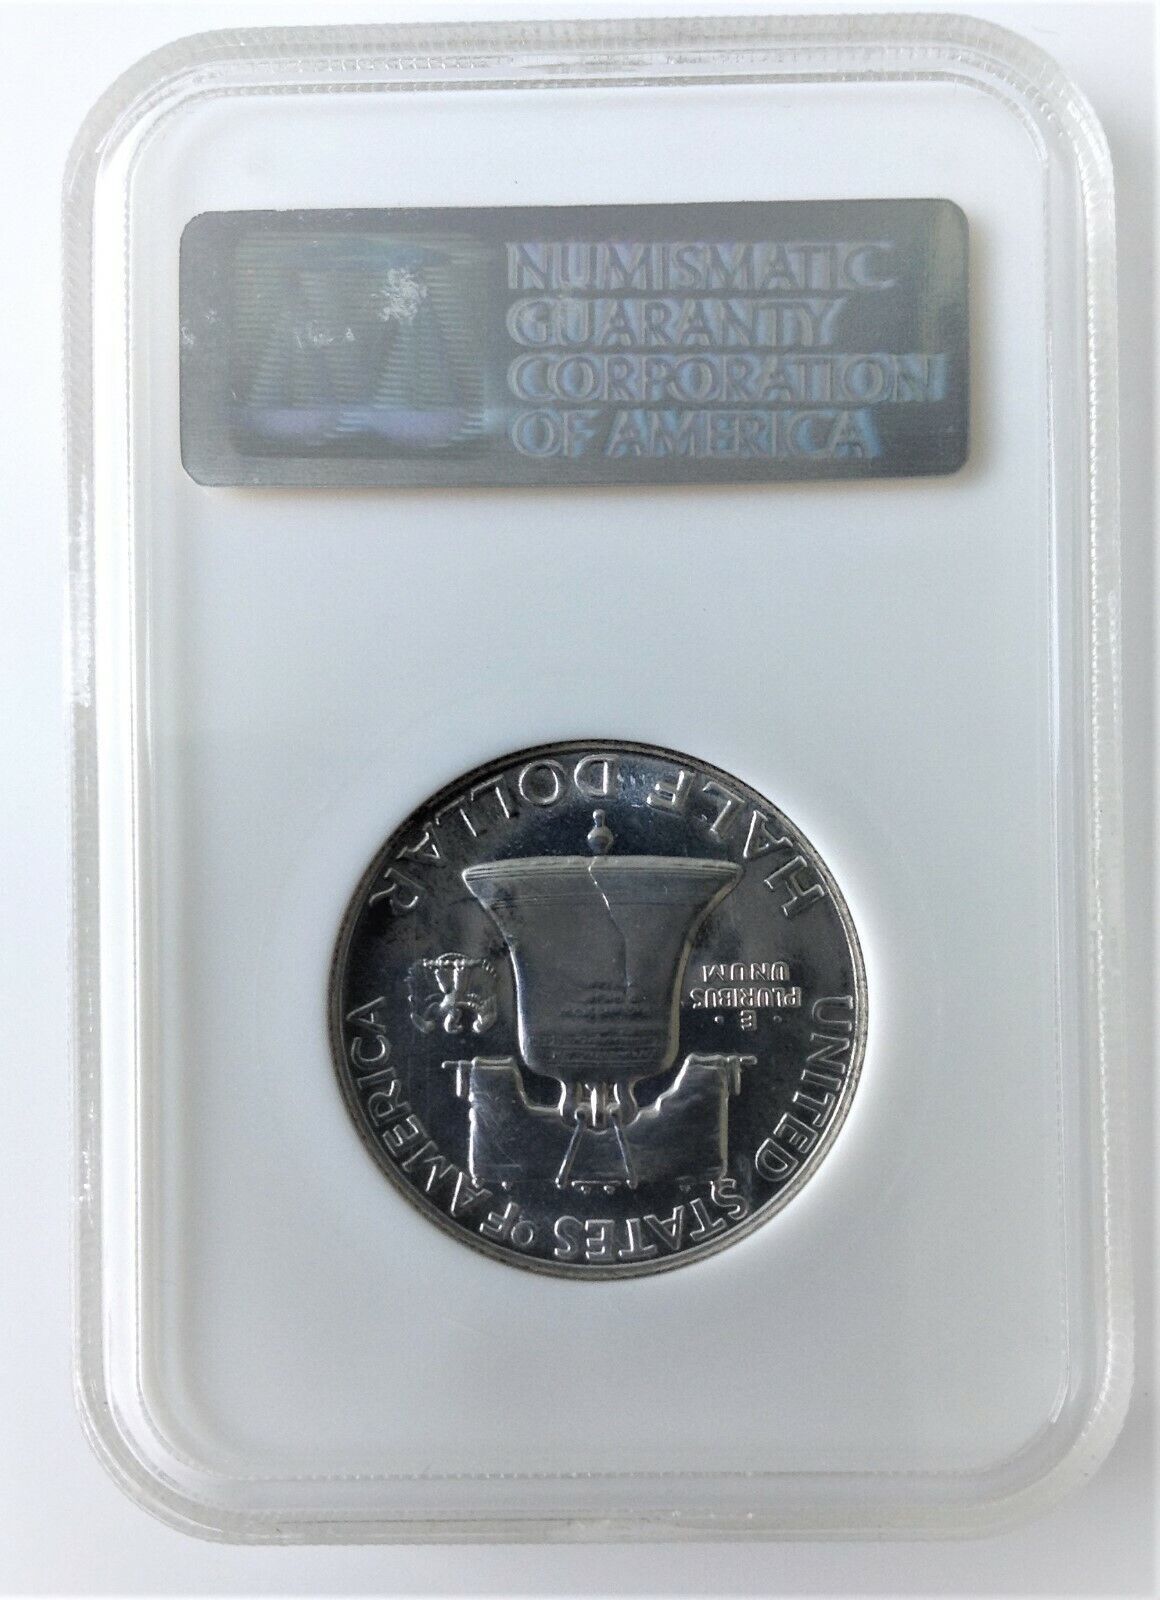 NUMISMATIC
GUARANTY
CORPORATION
OF AMERICA
UNITED STATES OF AMERICA
E
PLURIBUS
UNUM
HALF DOLLAR